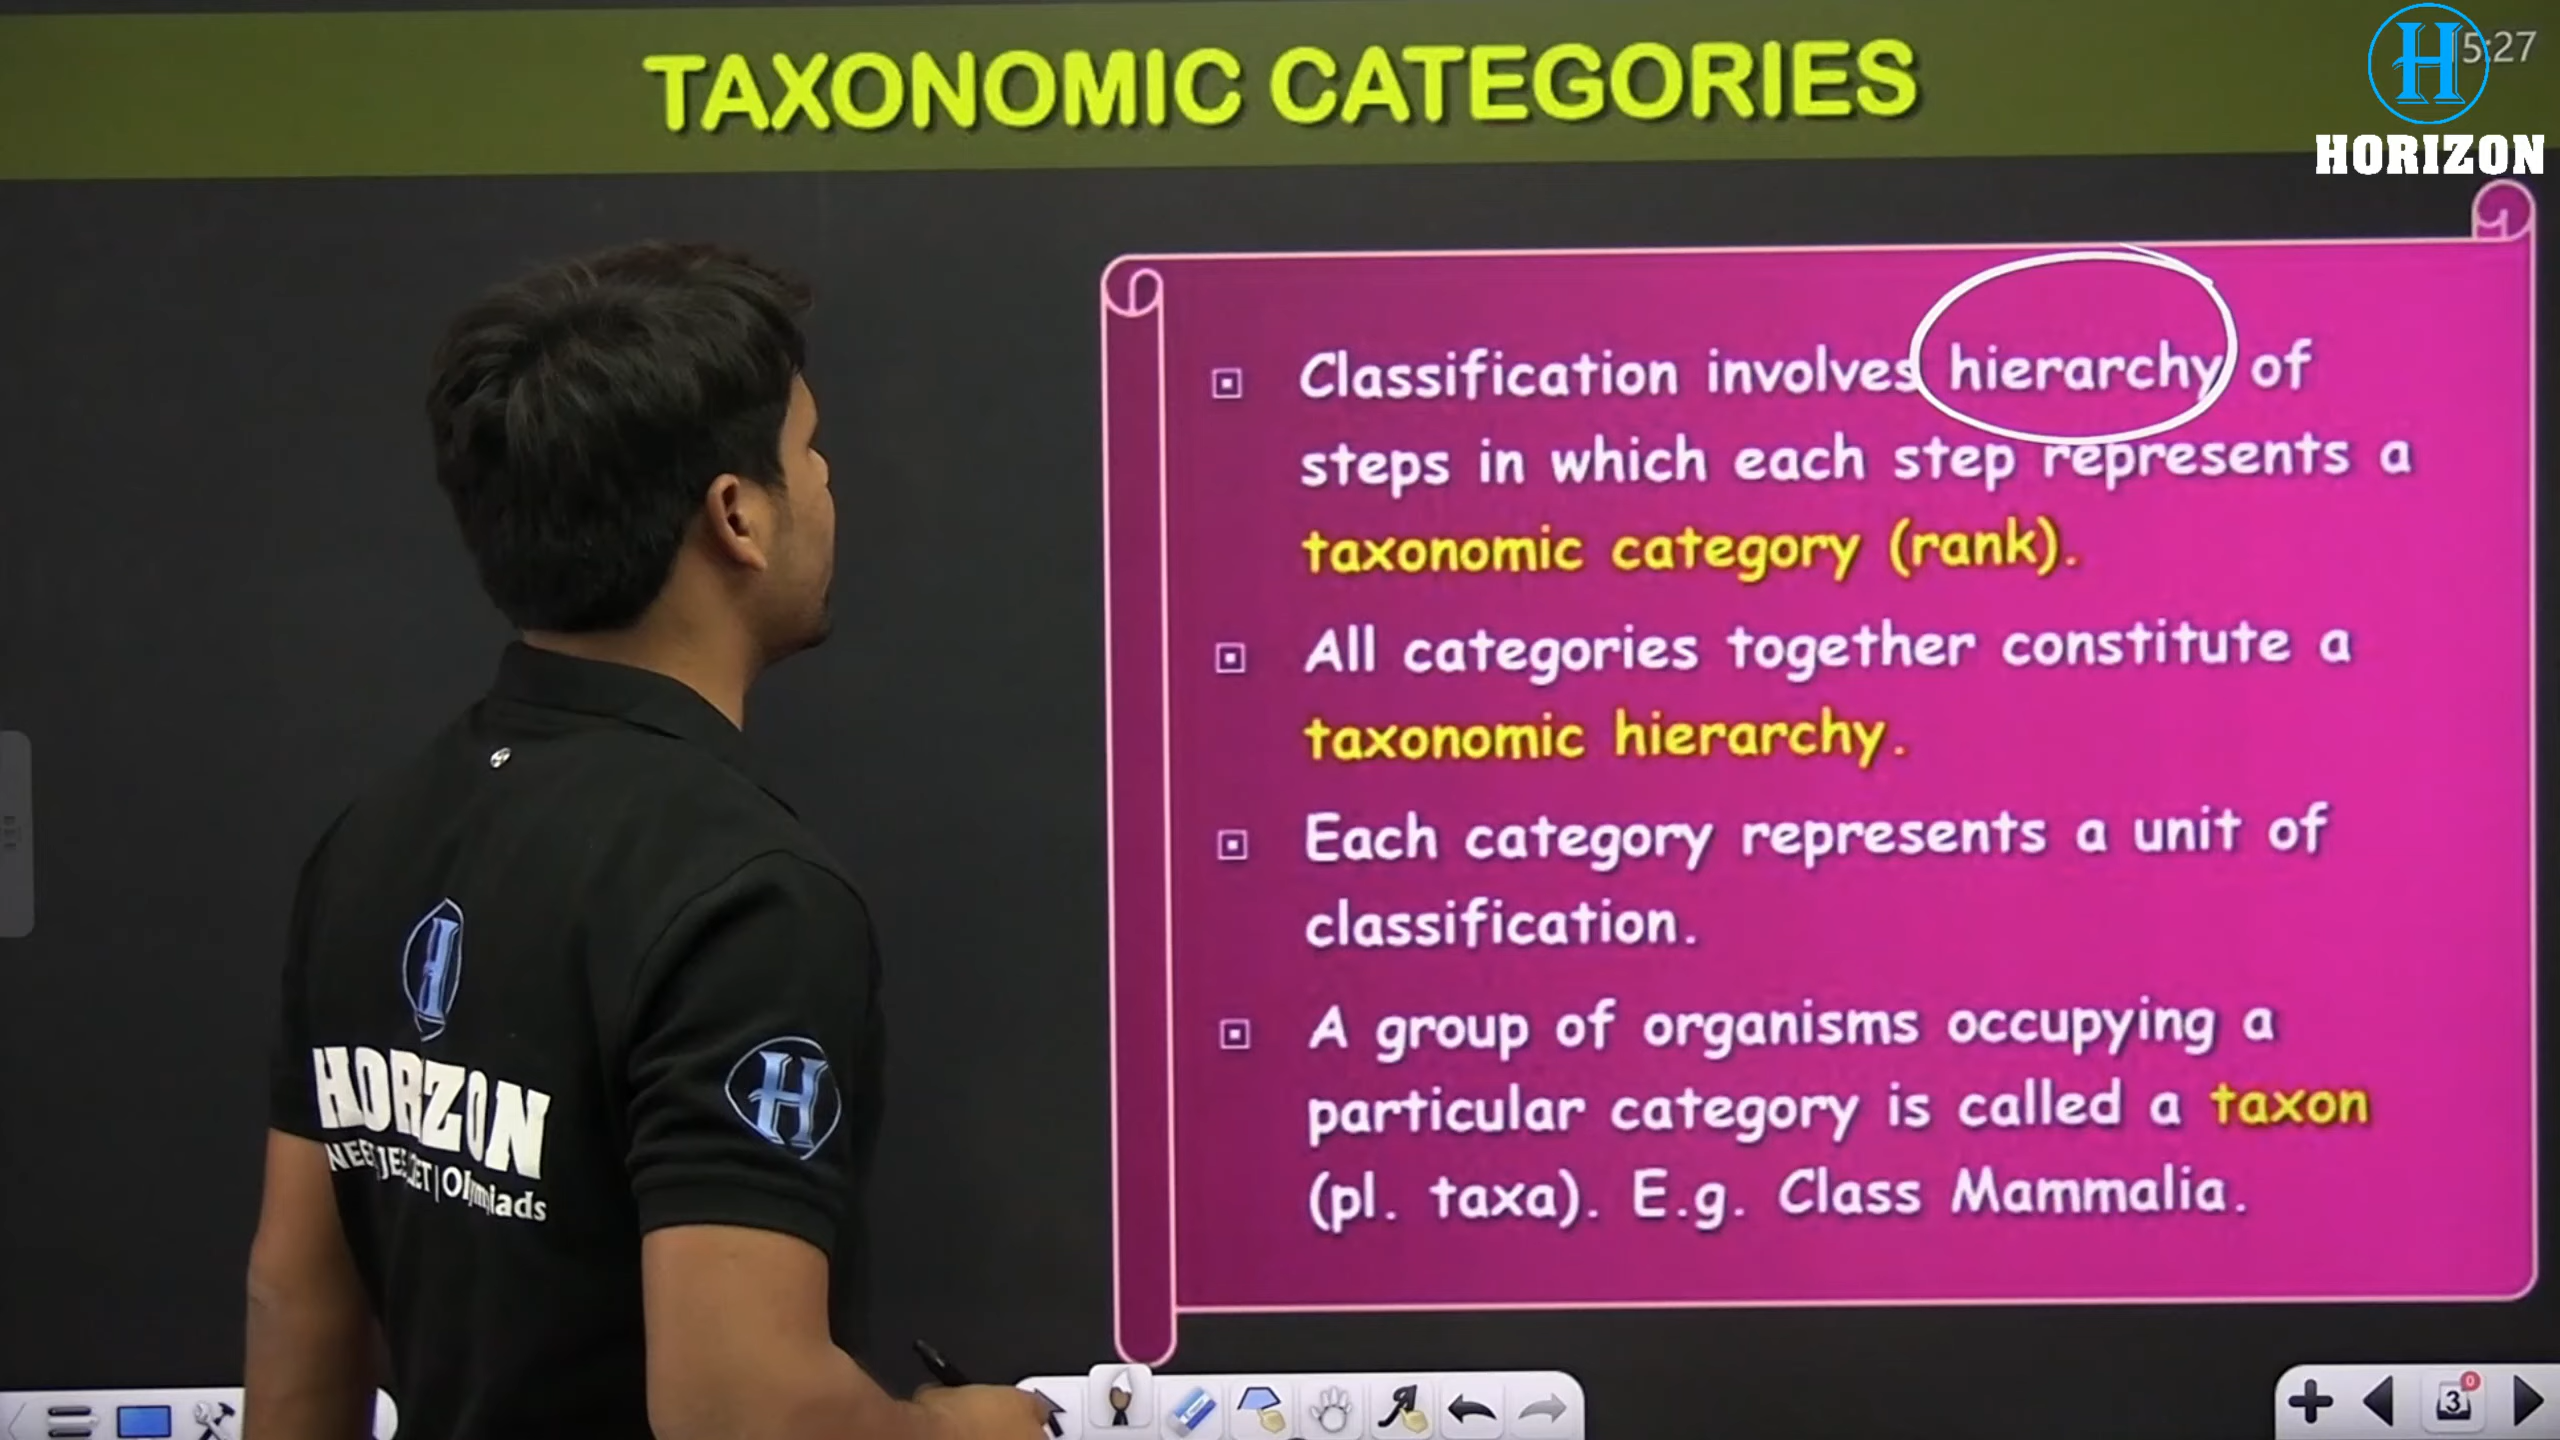 TAXONOMIC CATEGORIES
5:27
H
HORIZON
Classification involves hierarchy of
steps in which each step represents a
taxonomic category (rank).
All categories together constitute a
taxonomic hierarchy.
Each category represents a unit of
classification.
A group of organisms occupying a
particular category is called a taxon
(pl. taxa). E.g. Class Mammalia.
H
HORIZON
Olympiads
H
3
0